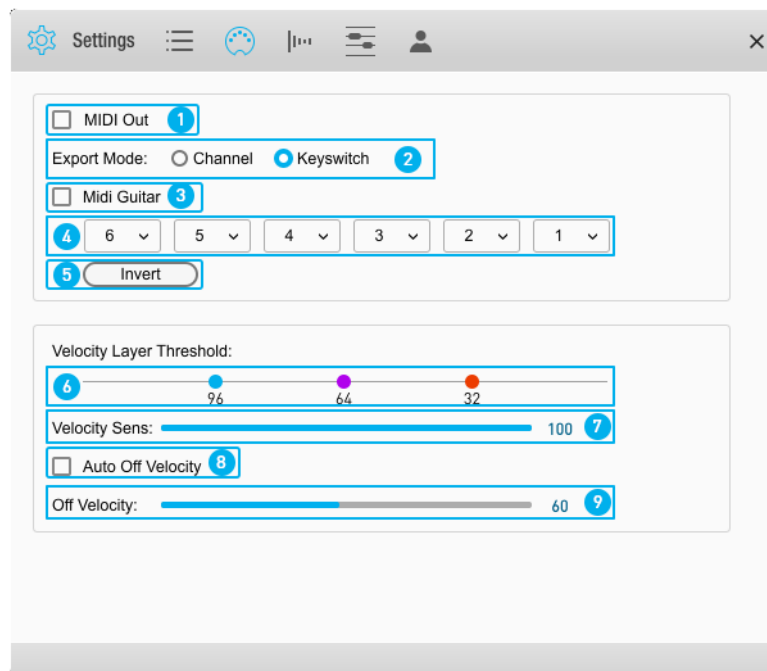 Settings
MIDI Out 1
Export Mode: Channel Keyswitch 2
Midi Guitar 3
4 6 5 4 3 2 1
5 Invert
Velocity Layer Threshold:
6
96 64 32
Velocity Sens: 100 7
Auto Off Velocity 8
Off Velocity: 60 9